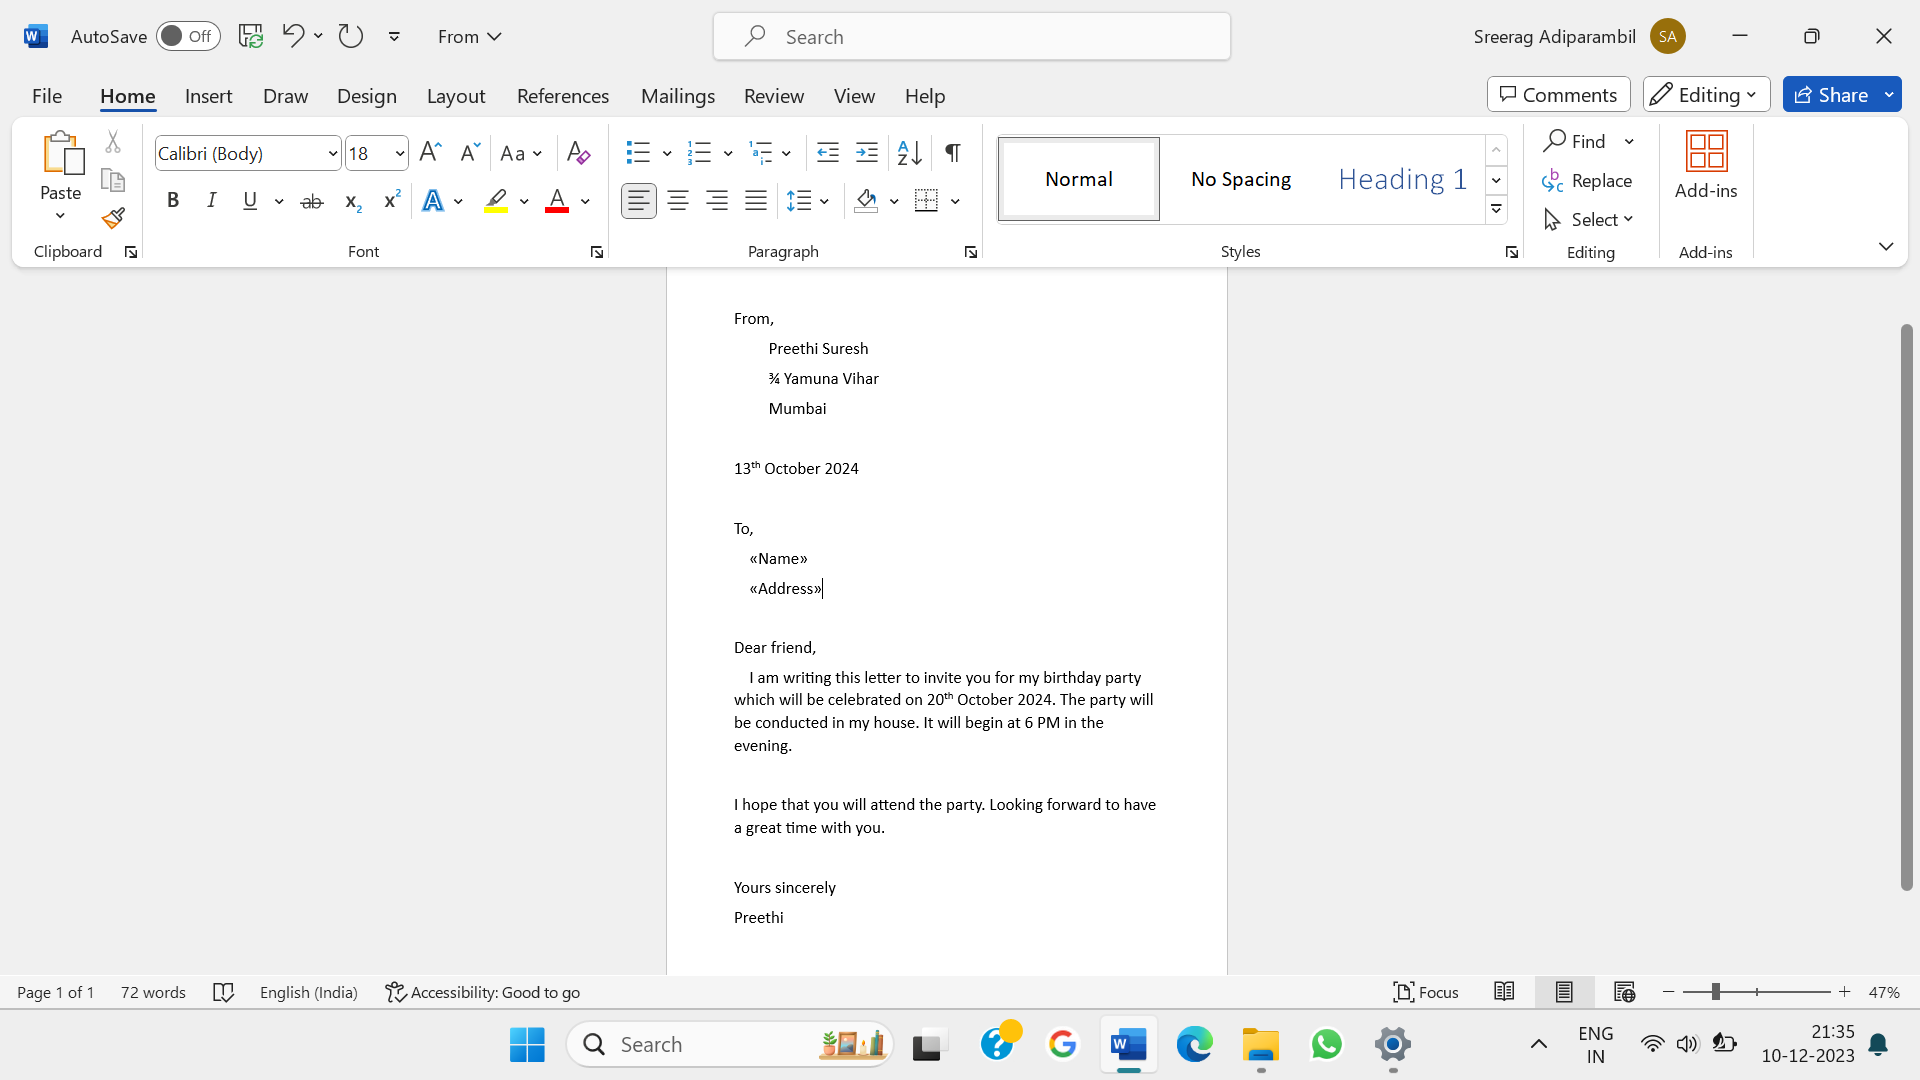 AutoSave Off From Search Sreerag Adiparambil SA
File Home Insert Draw Design Layout References Mailings Review View Help Comments Editing Share
Paste
Clipboard
Calibri (Body) 18 Aa
B I U ab x₂ x² A A
Font
Paragraph
Normal No Spacing Heading 1
Styles
Find
Replace
Select
Editing
Add-ins
Add-ins
From,
Preethi Suresh
¾ Yamuna Vihar
Mumbai
13th October 2024
To,
«Name»
«Address»
Dear friend,
I am writing this letter to invite you for my birthday party
which will be celebrated on 20th October 2024. The party will
be conducted in my house. It will begin at 6 PM in the
evening.
I hope that you will attend the party. Looking forward to have
a great time with you.
Yours sincerely
Preethi
Page 1 of 1 72 words English (India) Accessibility: Good to go Focus 47%
Search ENG 21:35
IN 10-12-2023